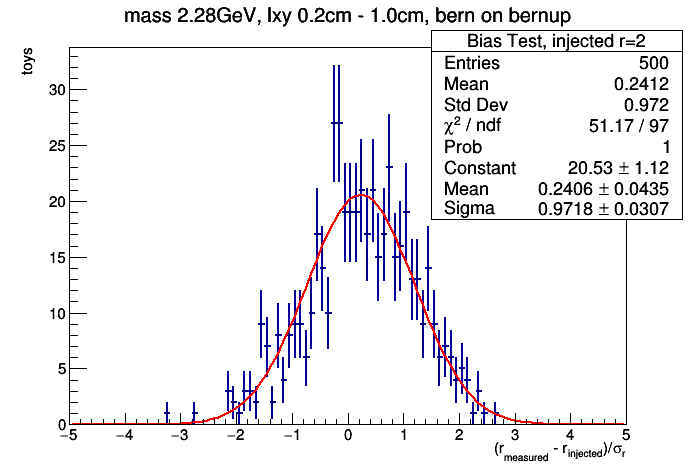 mass 2.28GeV, lxy 0.2cm - 1.0cm, bern on bernup
Bias Test, injected r=2
Entries 500
Mean 0.2412
Std Dev 0.972
χ² / ndf 51.17 / 97
Prob 1
Constant 20.53 ± 1.12
Mean 0.2406 ± 0.0435
Sigma 0.9718 ± 0.0307
toys
30
25
20
15
10
5
0
−5 −4 −3 −2 −1 0 1 2 3 4 5
(r_measured - r_injected)/σ_r